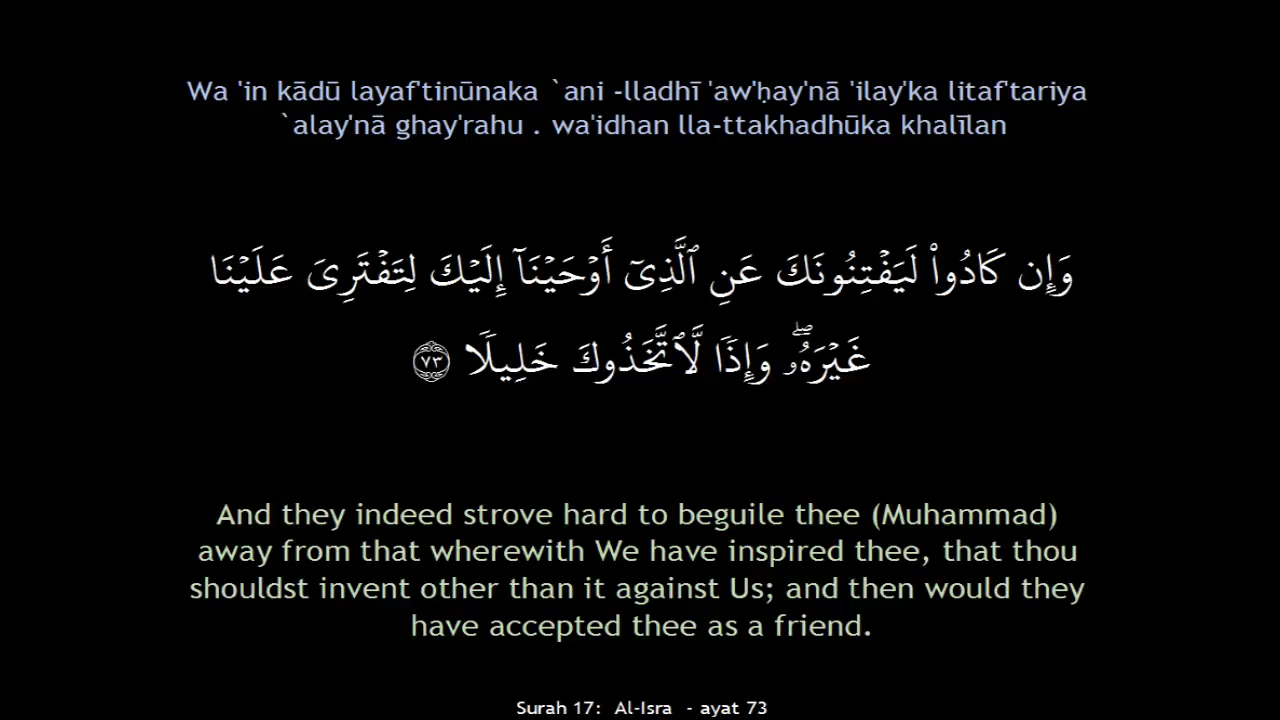 Wa 'in kādū layaf'tinūnaka `ani -lladhī 'aw'ḥay'nā 'ilay'ka litaf'tariya
`alay'nā ghay'rahu . wa'idhan lla-ttakhadhūka khalīlan
وَإِن كَادُوا۟ لَيَفْتِنُونَكَ عَنِ ٱلَّذِىٓ أَوْحَيْنَآ إِلَيْكَ لِتَفْتَرِىَ عَلَيْنَا
غَيْرَهُۥ ۖ وَإِذًا لَّٱتَّخَذُوكَ خَلِيلًا ٧٣
And they indeed strove hard to beguile thee (Muhammad)
away from that wherewith We have inspired thee, that thou
shouldst invent other than it against Us; and then would they
have accepted thee as a friend.
Surah 17: Al-Isra - ayat 73